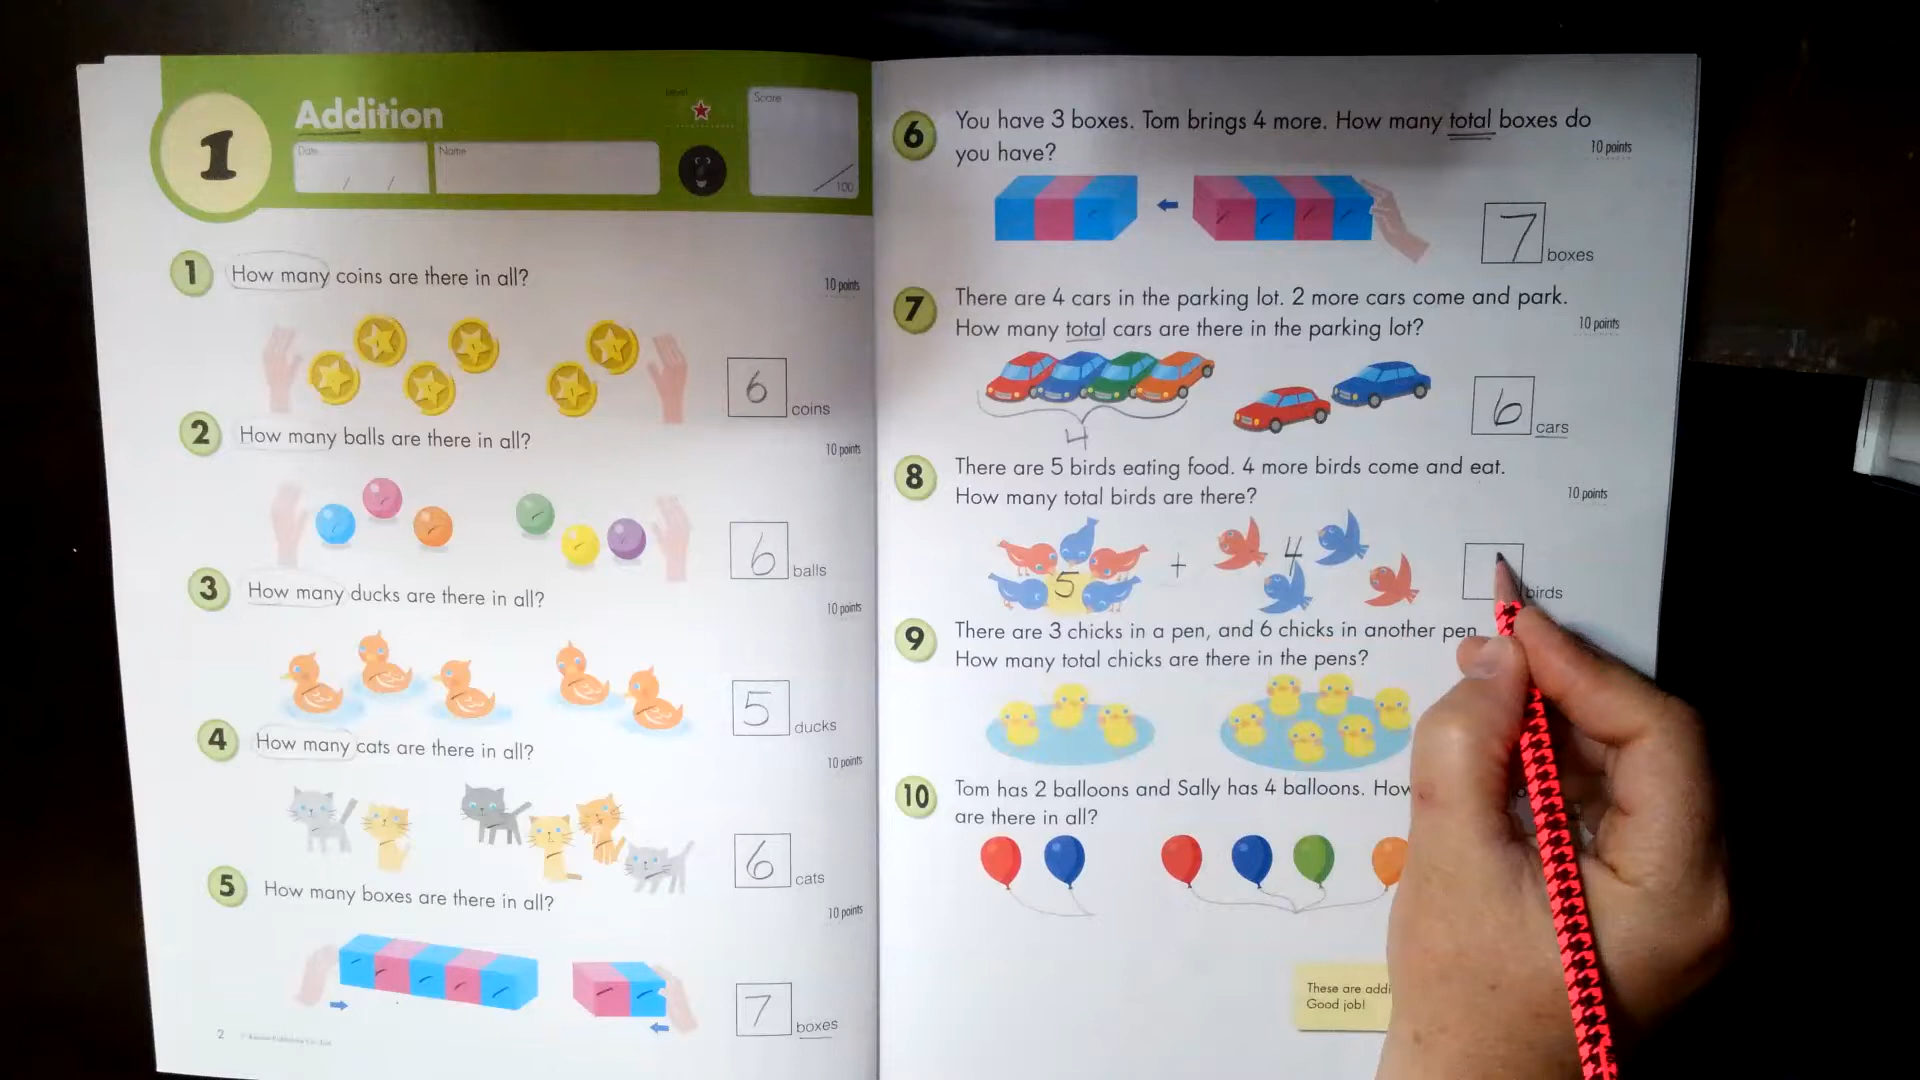 1
Addition
Level
Score
Date
Name
/ /
/100
1 How many coins are there in all?
10 points
6 coins
2 How many balls are there in all?
10 points
6 balls
3 How many ducks are there in all?
10 points
5 ducks
4 How many cats are there in all?
10 points
6 cats
5 How many boxes are there in all?
10 points
7 boxes
2
6 You have 3 boxes. Tom brings 4 more. How many total boxes do
you have?
10 points
7 boxes
7 There are 4 cars in the parking lot. 2 more cars come and park.
How many total cars are there in the parking lot?
10 points
4
6 cars
8 There are 5 birds eating food. 4 more birds come and eat.
How many total birds are there?
10 points
5 + 4
birds
9 There are 3 chicks in a pen, and 6 chicks in another pen
How many total chicks are there in the pens?
10 Tom has 2 balloons and Sally has 4 balloons. How
are there in all?
These are addi
Good job!